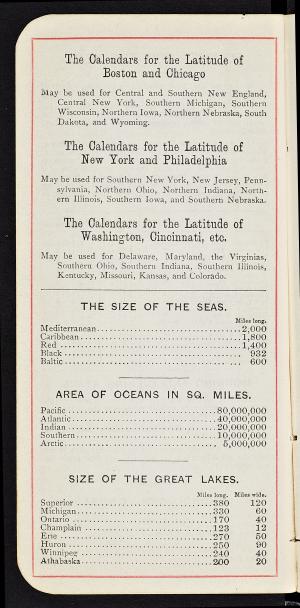 The Calendars for the Latitude of
Boston and Chicago
May be used for Central and Southern New England,
Central New York, Southern Michigan, Southern
Wisconsin, Northern Iowa, Northern Nebraska, South
Dakota, and Wyoming.
The Calendars for the Latitude of
New York and Philadelphia
May be used for Southern New York, New Jersey, Penn-
sylvania, Northern Ohio, Northern Indiana, North-
ern Illinois, Southern Iowa, and Southern Nebraska.
The Calendars for the Latitude of
Washington, Cincinnati, etc.
May be used for Delaware, Maryland, the Virginias,
Southern Ohio, Southern Indiana, Southern Illinois,
Kentucky, Missouri, Kansas, and Colorado.
THE SIZE OF THE SEAS.
Miles long.
Mediterranean 2,000
Caribbean 1,800
Red 1,400
Black 932
Baltic 600
AREA OF OCEANS IN SQ. MILES.
Pacific 80,000,000
Atlantic 40,000,000
Indian 20,000,000
Southern 10,000,000
Arctic 5,000,000
SIZE OF THE GREAT LAKES.
Miles long. Miles wide.
Superior 380 120
Michigan 330 60
Ontario 170 40
Champlain 123 12
Erie 270 50
Huron 250 90
Winnipeg 240 40
Athabaska 200 20